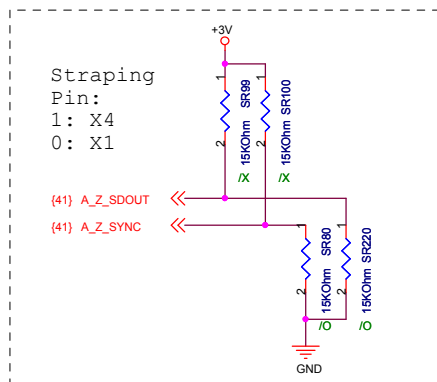 +3V
Straping
Pin:
1: X4
0: X1
1
1
SR99
SR100
15KOhm
15KOhm
2
2
/X
/X
{41} A_Z_SDOUT
{41} A_Z_SYNC
1
1
SR80
SR220
15KOhm
15KOhm
2
2
/O
/O
GND